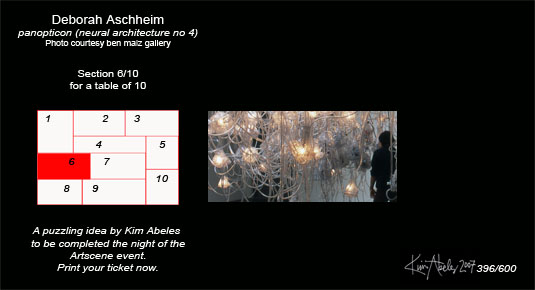 Deborah Aschheim
panopticon (neural architecture no 4)
Photo courtesy ben maiz gallery
Section 6/10
for a table of 10
1
2
3
4
5
6
7
8
9
10
A puzzling idea by Kim Abeles
to be completed the night of the
Artscene event.
Print your ticket now.
Kim Abeles 2007 396/600